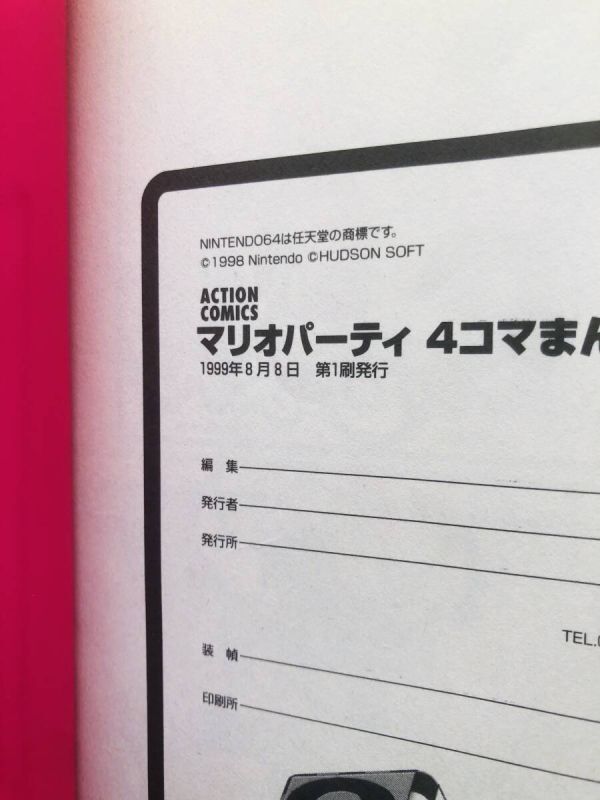 NINTENDO64は任天堂の商標です。
©1998 Nintendo ©HUDSON SOFT
ACTION
COMICS
マリオパーティ 4コマまん
1999年8月8日 第1刷発行
編 集
発行者
発行所
TEL.
装 幀
印刷所